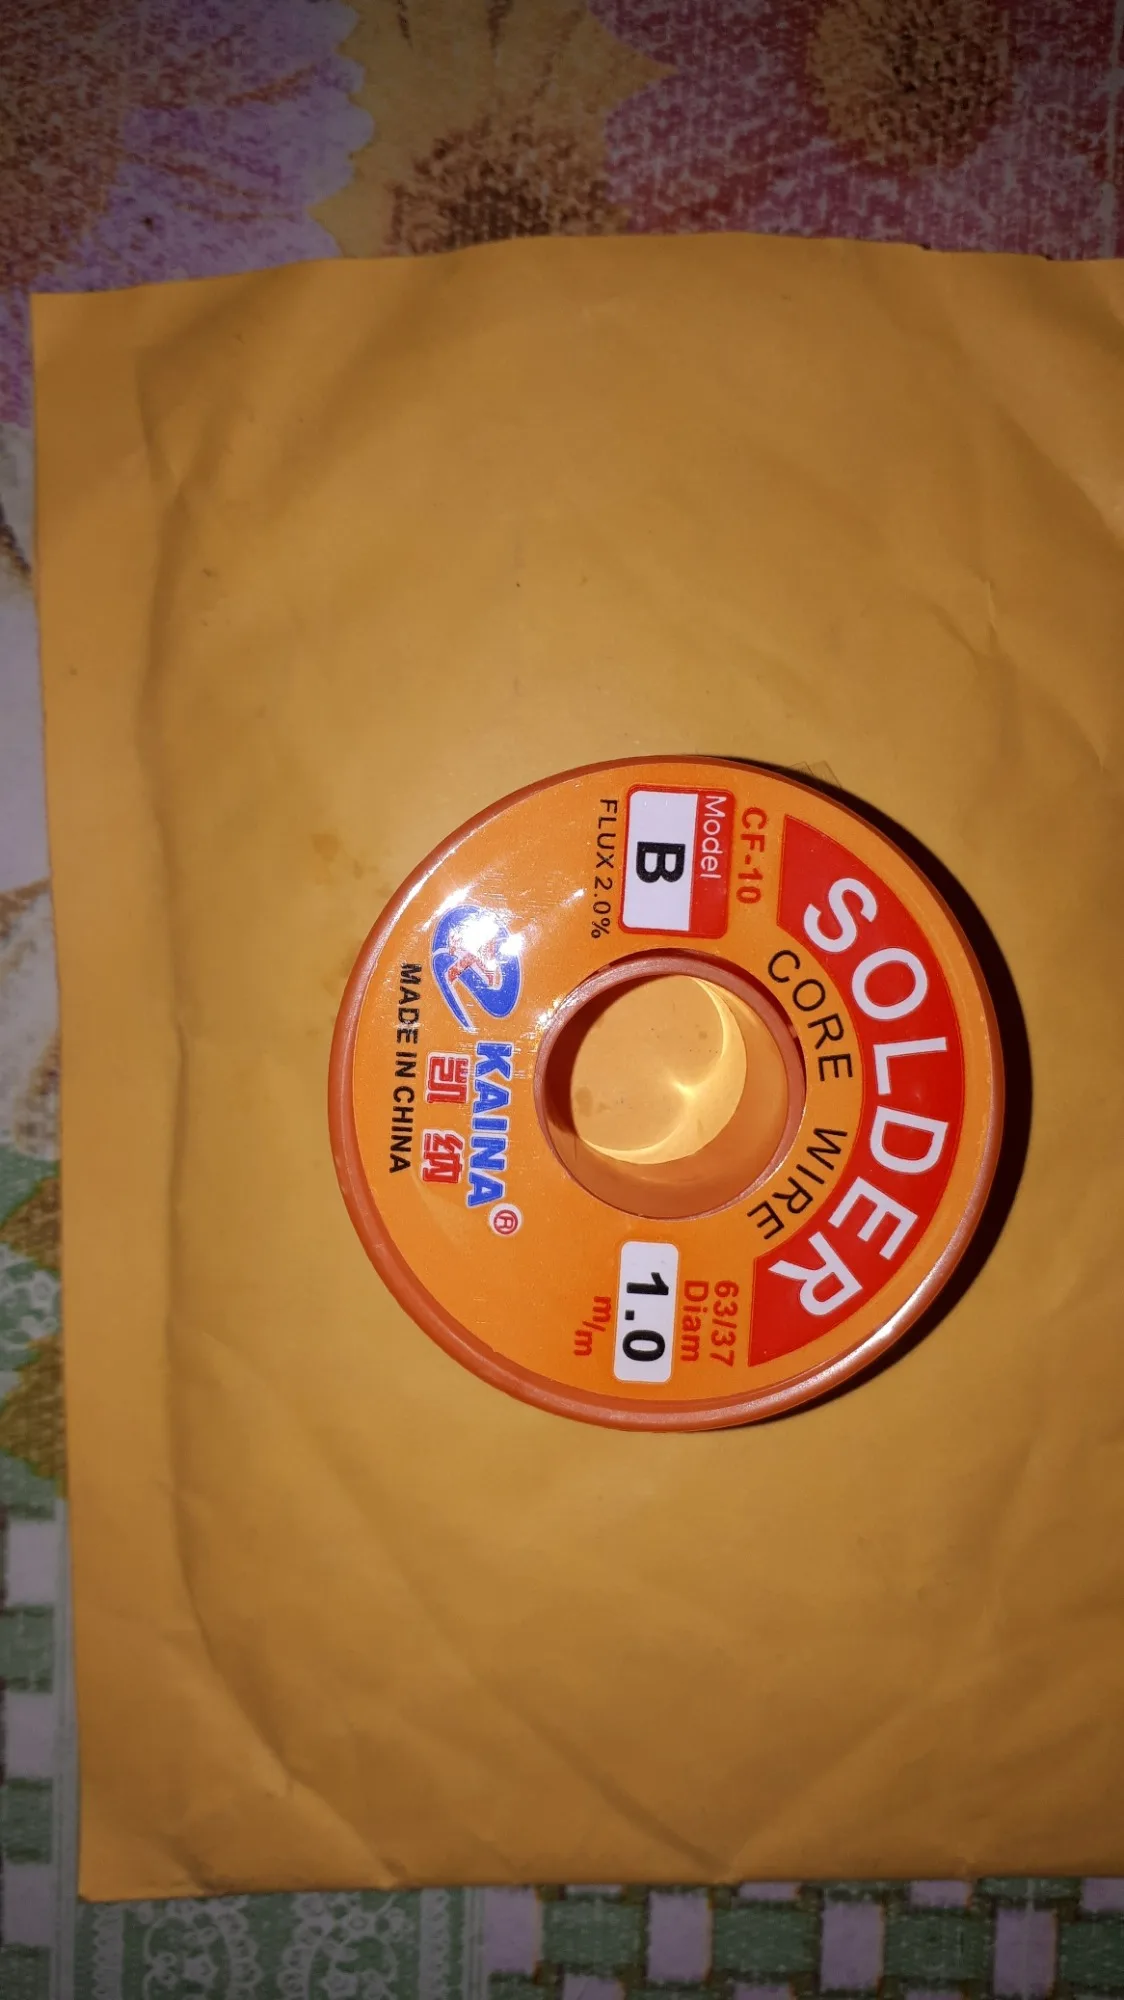 SOLDER
CORE WIRE
CF-10
Model
B
FLUX 2.0%
63/37
Diam
1.0
m/m
KAINA®
凯纳
MADE IN CHINA